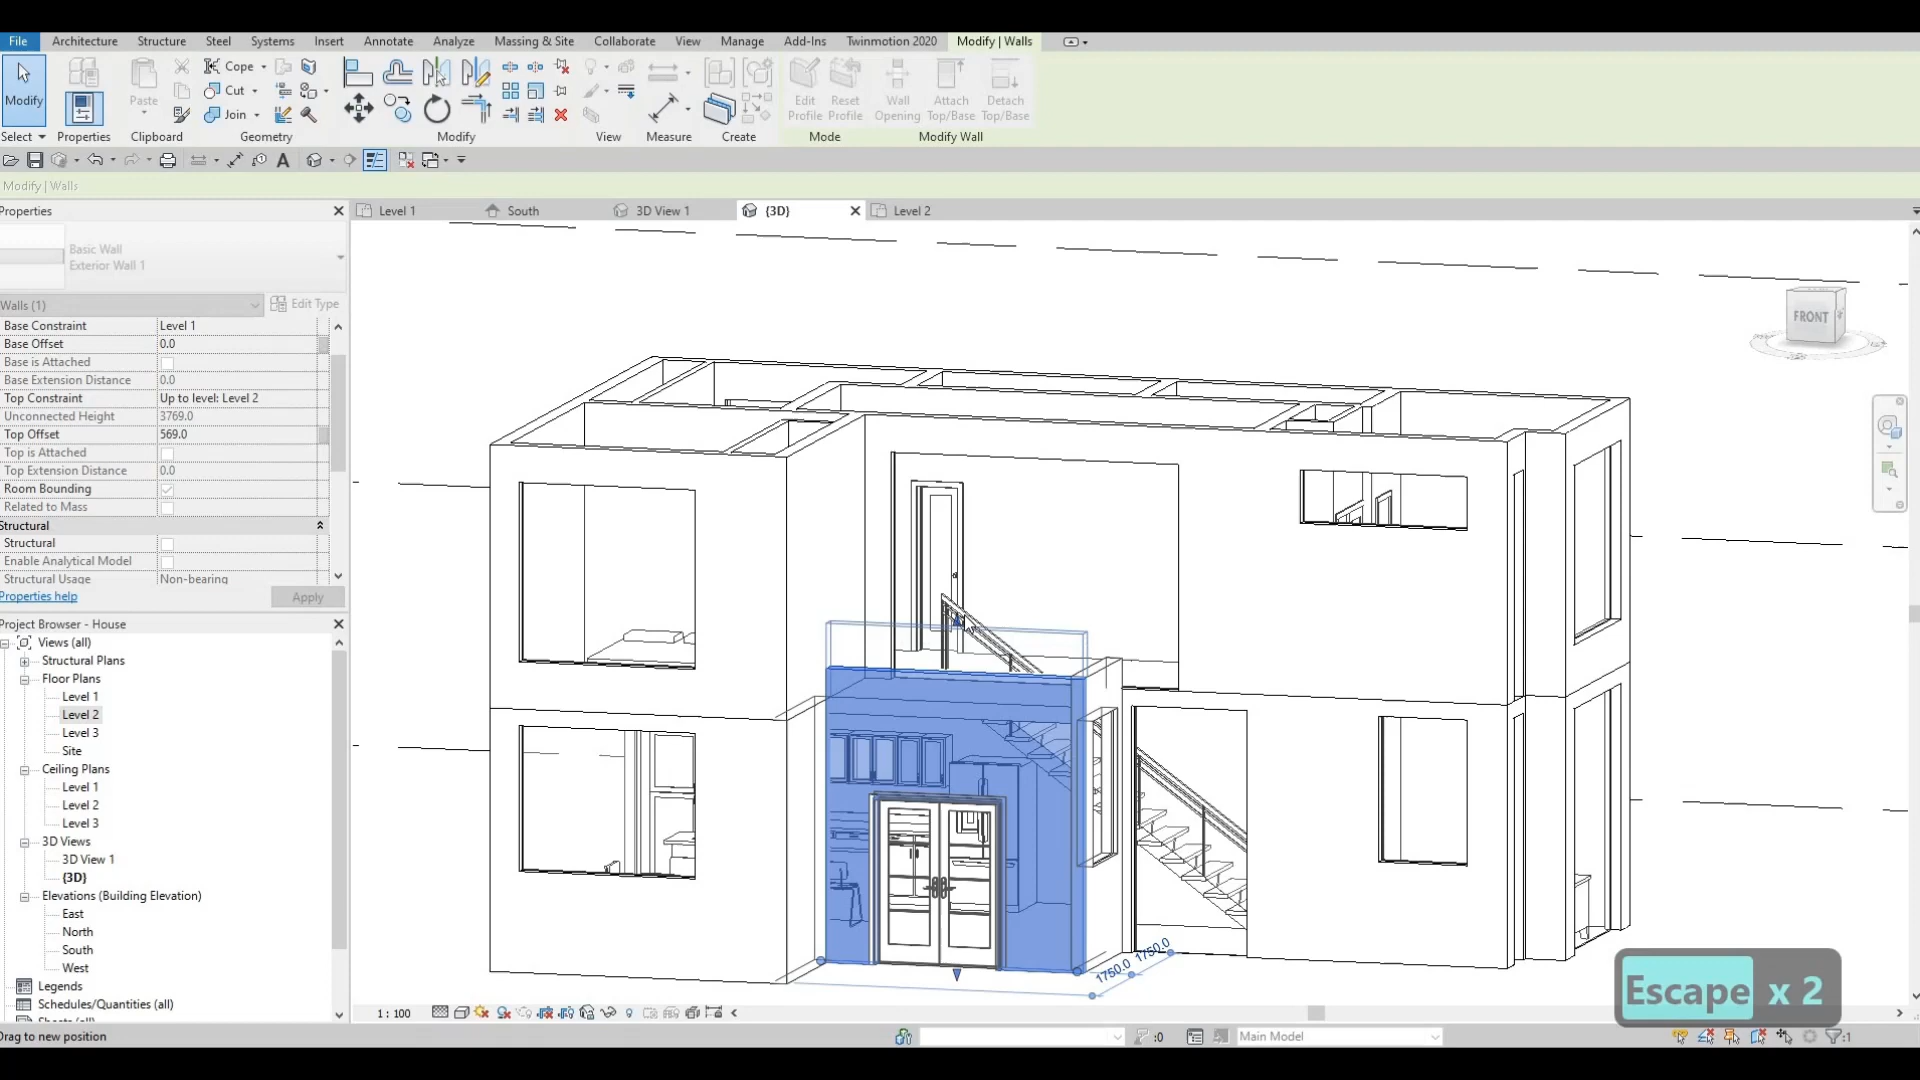 File Architecture Structure Steel Systems Insert Annotate Analyze Massing & Site Collaborate View Manage Add-Ins Twinmotion 2020 Modify | Walls
Modify
Paste
Cope
Cut
Join
Edit Profile
Reset Profile
Wall Opening
Attach Top/Base
Detach Top/Base
Select Properties Clipboard Geometry Modify View Measure Create Mode Modify Wall
Modify | Walls
Properties
Level 1 South 3D View 1 {3D} Level 2
Basic Wall
Exterior Wall 1
Walls (1) Edit Type
Base Constraint Level 1
Base Offset 0.0
Base is Attached
Base Extension Distance 0.0
Top Constraint Up to level: Level 2
Unconnected Height 3769.0
Top Offset 569.0
Top is Attached
Top Extension Distance 0.0
Room Bounding
Related to Mass
Structural
Structural
Enable Analytical Model
Structural Usage Non-bearing
Properties help Apply
Project Browser - House
Views (all)
Structural Plans
Floor Plans
Level 1
Level 2
Level 3
Site
Ceiling Plans
Level 1
Level 2
Level 3
3D Views
3D View 1
{3D}
Elevations (Building Elevation)
East
North
South
West
Legends
Schedules/Quantities (all)
FRONT
1750.0 1750.0
Escape x 2
1 : 100
Drag to new position
:0
Main Model
:1